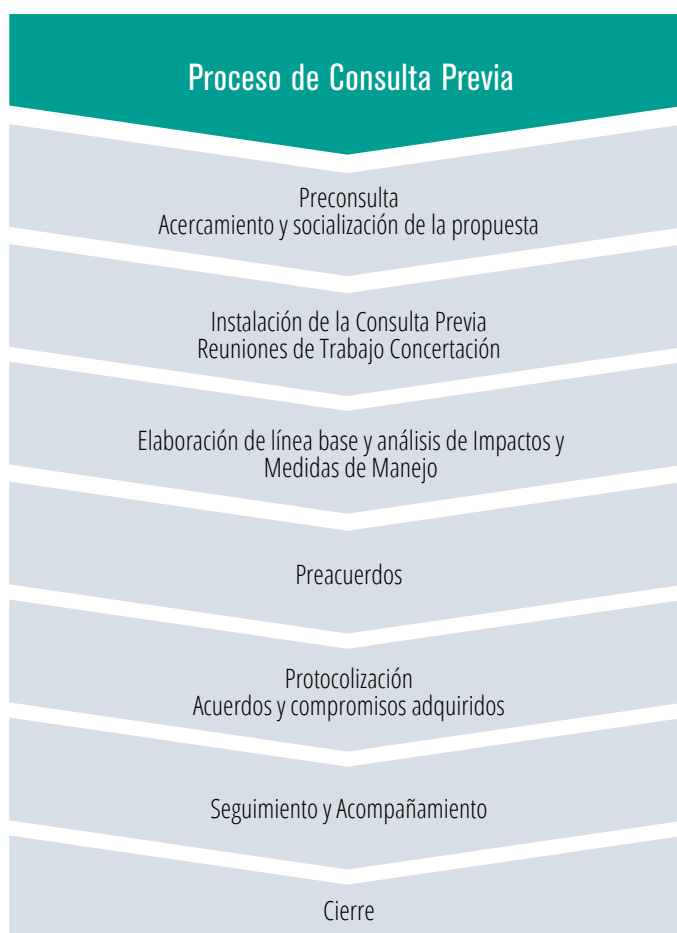 Proceso de Consulta Previa
Preconsulta
Acercamiento y socialización de la propuesta
Instalación de la Consulta Previa
Reuniones de Trabajo Concertación
Elaboración de línea base y análisis de Impactos y
Medidas de Manejo
Preacuerdos
Protocolización
Acuerdos y compromisos adquiridos
Seguimiento y Acompañamiento
Cierre